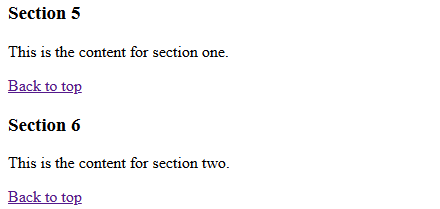 Section 5
This is the content for section one.
Back to top
Section 6
This is the content for section two.
Back to top